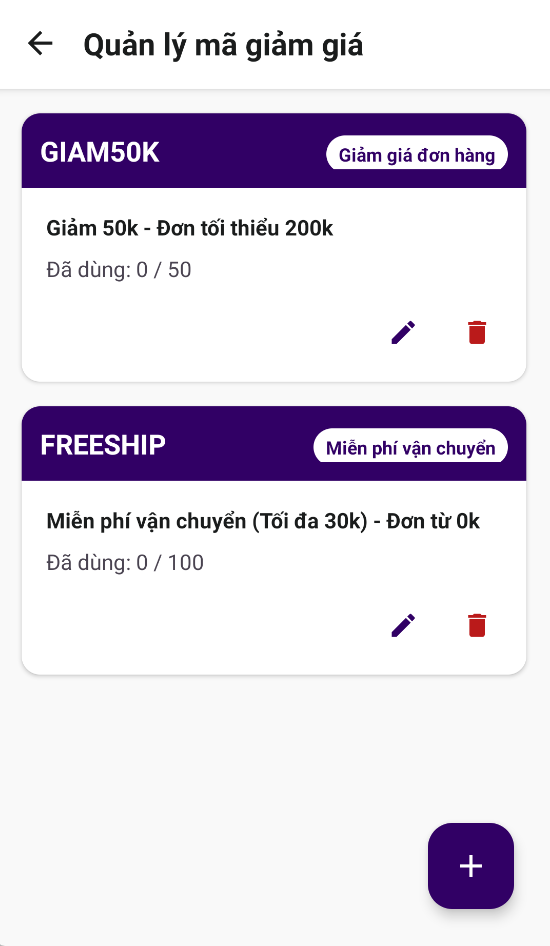 Quản lý mã giảm giá
GIAM50K
Giảm giá đơn hàng
Giảm 50k - Đơn tối thiểu 200k
Đã dùng: 0 / 50
FREESHIP
Miễn phí vận chuyển
Miễn phí vận chuyển (Tối đa 30k) - Đơn từ 0k
Đã dùng: 0 / 100